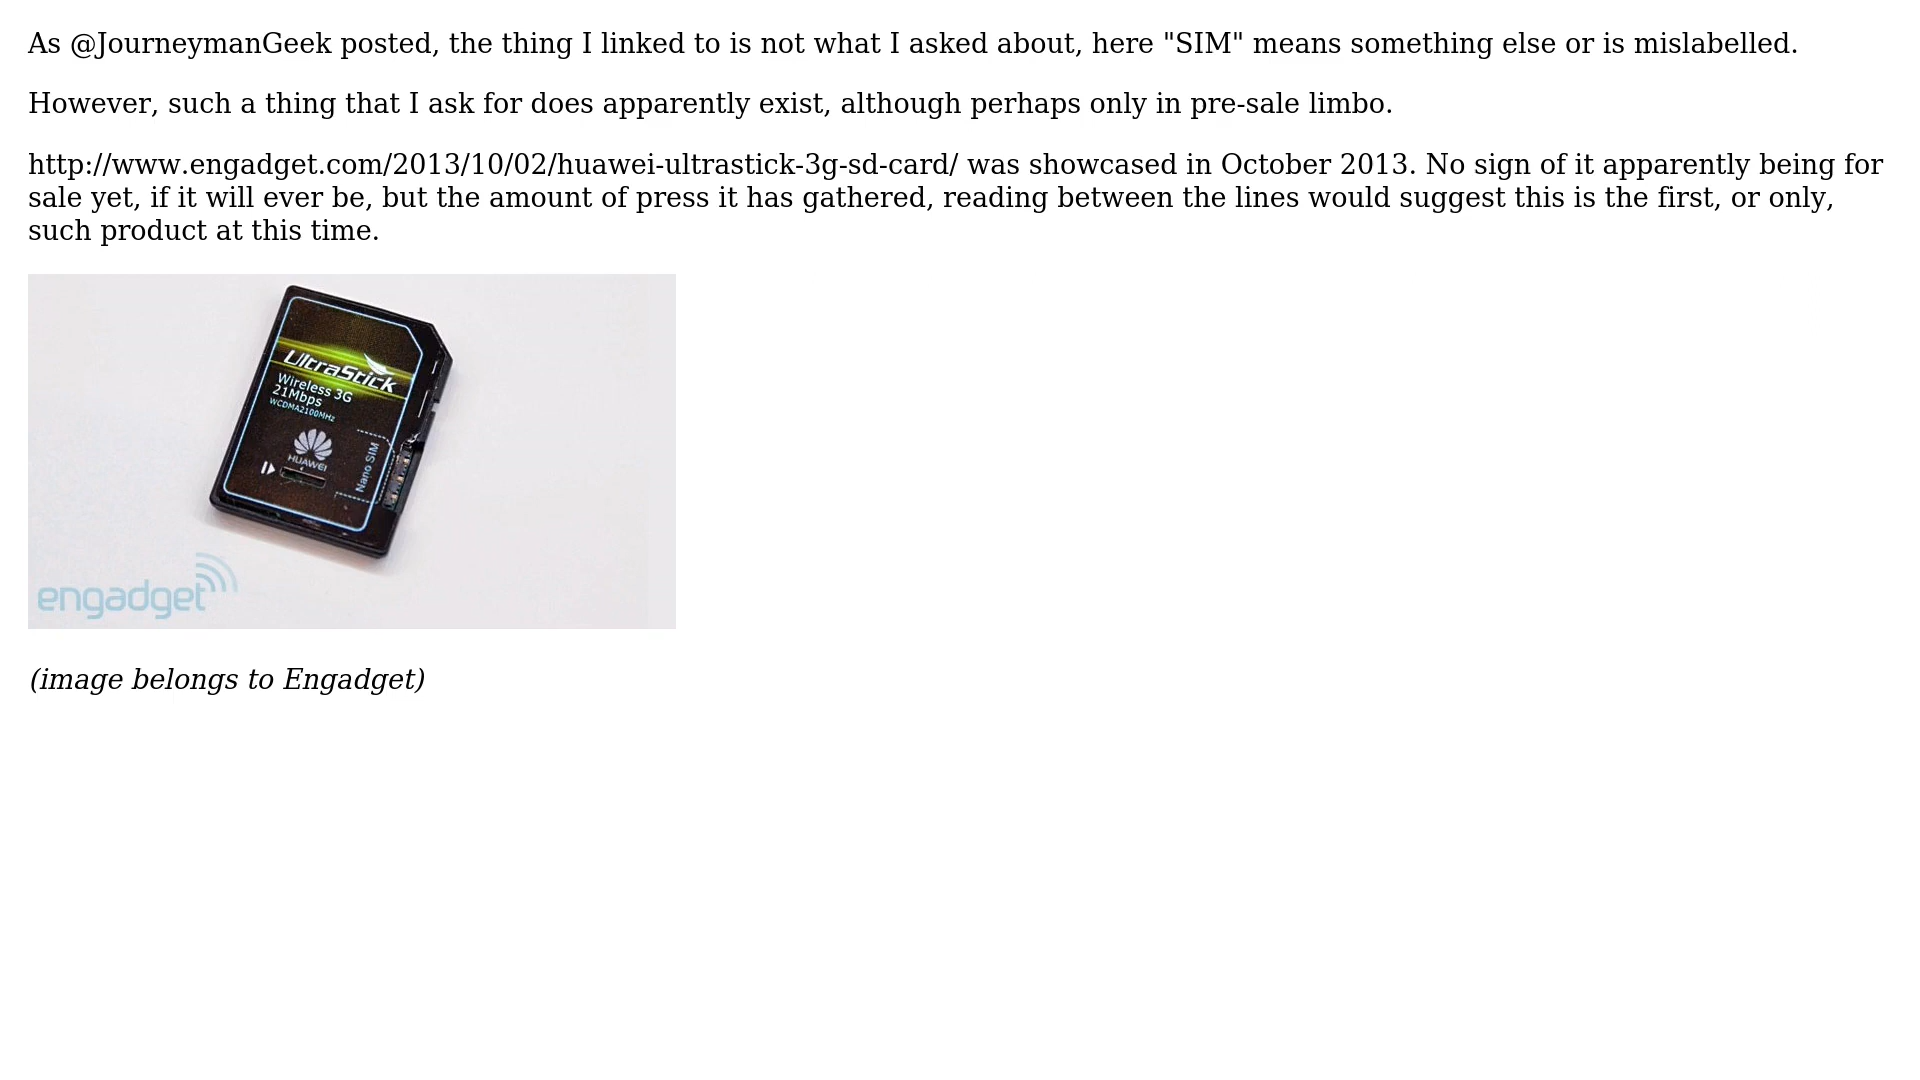 As @JourneymanGeek posted, the thing I linked to is not what I asked about, here "SIM" means something else or is mislabelled.
However, such a thing that I ask for does apparently exist, although perhaps only in pre-sale limbo.
http://www.engadget.com/2013/10/02/huawei-ultrastick-3g-sd-card/ was showcased in October 2013. No sign of it apparently being for
sale yet, if it will ever be, but the amount of press it has gathered, reading between the lines would suggest this is the first, or only,
such product at this time.
UltraStick
Wireless 3G
21Mbps
WCDMA2100MHz
HUAWEI
Nano SIM
engadget
(image belongs to Engadget)